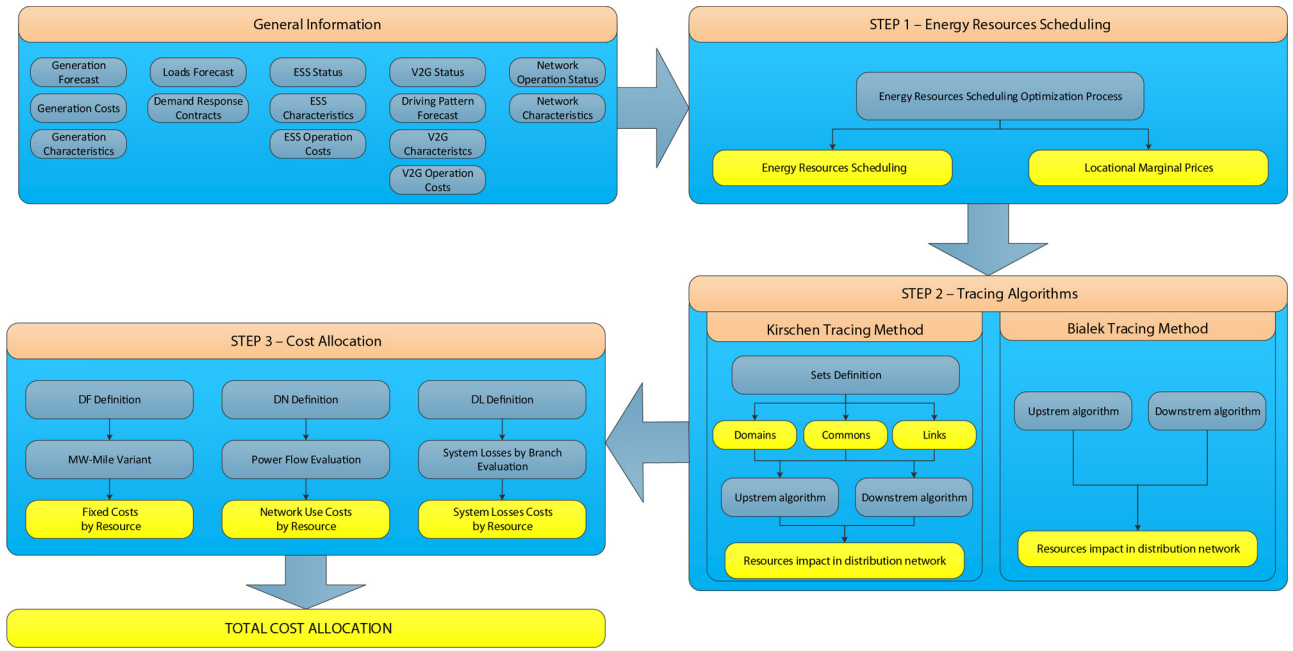 General Information
Generation
Forecast
Generation Costs
Generation
Characteristics
Loads Forecast
Demand Response
Contracts
ESS Status
ESS
Characteristics
ESS Operation
Costs
V2G Status
Driving Pattern
Forecast
V2G
Characteristcs
V2G Operation
Costs
Network
Operation Status
Network
Characteristics
STEP 1 – Energy Resources Scheduling
Energy Resources Scheduling Optimization Process
Energy Resources Scheduling
Locational Marginal Prices
STEP 2 – Tracing Algorithms
Kirschen Tracing Method
Sets Definition
Domains
Commons
Links
Upstrem algorithm
Downstrem algorithm
Resources impact in distribution network
Bialek Tracing Method
Upstrem algorithm
Downstrem algorithm
Resources impact in distribution network
STEP 3 – Cost Allocation
DF Definition
MW-Mile Variant
Fixed Costs
by Resource
DN Definition
Power Flow Evaluation
Network Use Costs
by Resource
DL Definition
System Losses by Branch
Evaluation
System Losses Costs
by Resource
TOTAL COST ALLOCATION